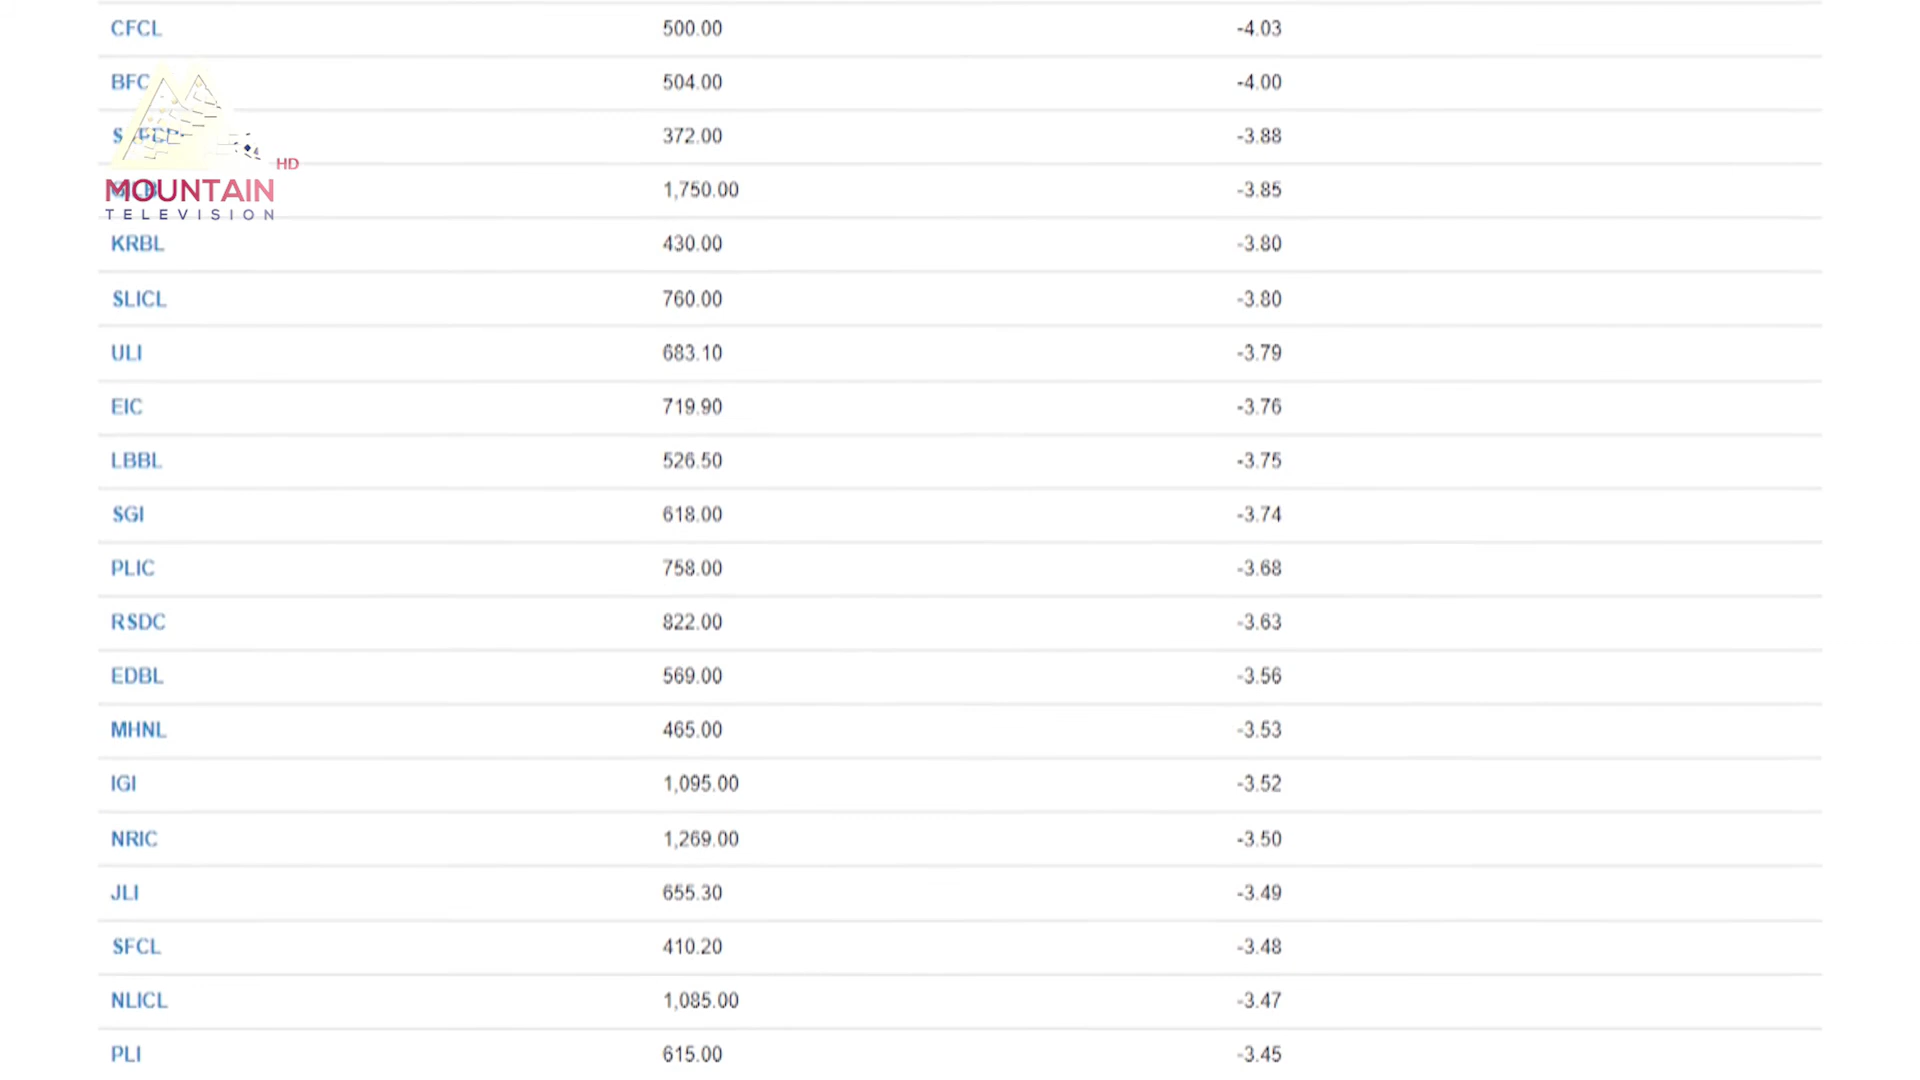 CFCL 500.00 -4.03
BFC 504.00 -4.00
372.00 -3.88
HD
1,750.00 -3.85
MOUNTAIN
TELEVISION
KRBL 430.00 -3.80
SLICL 760.00 -3.80
ULI 683.10 -3.79
EIC 719.90 -3.76
LBBL 526.50 -3.75
SGI 618.00 -3.74
PLIC 758.00 -3.68
RSDC 822.00 -3.63
EDBL 569.00 -3.56
MHNL 465.00 -3.53
IGI 1,095.00 -3.52
NRIC 1,269.00 -3.50
JLI 655.30 -3.49
SFCL 410.20 -3.48
NLICL 1,085.00 -3.47
PLI 615.00 -3.45